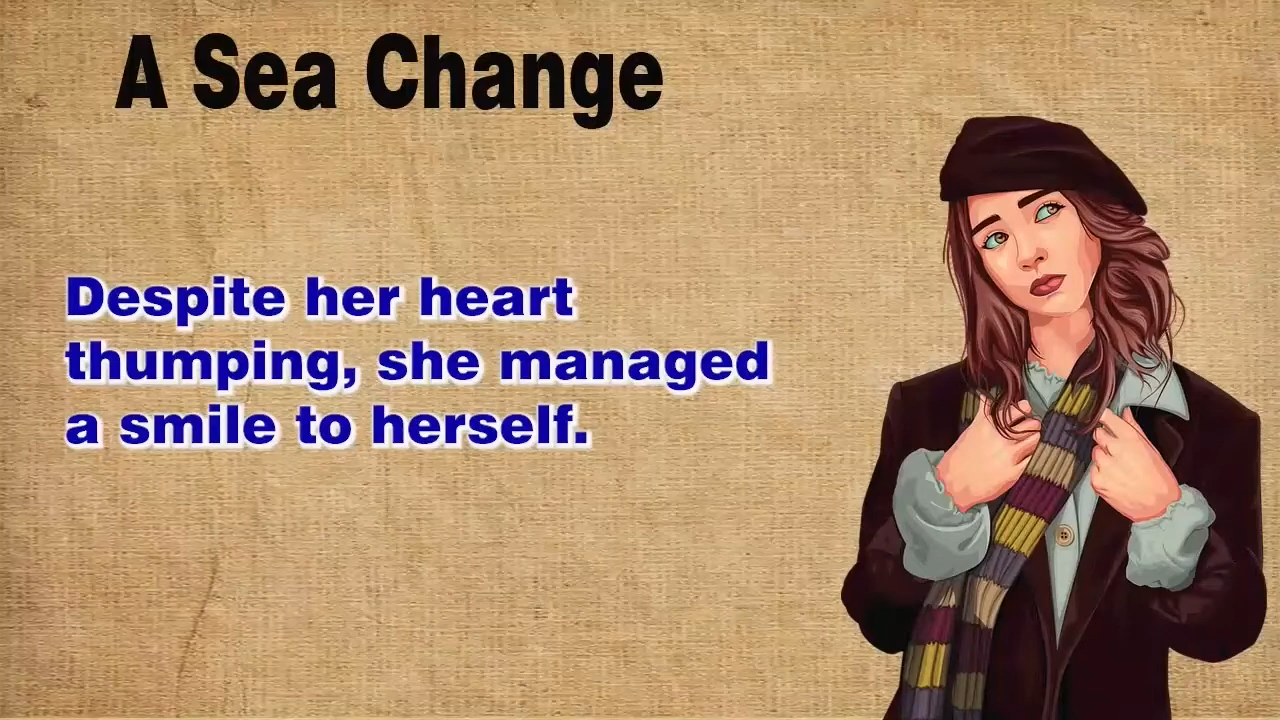 A Sea Change
Despite her heart
thumping, she managed
a smile to herself.